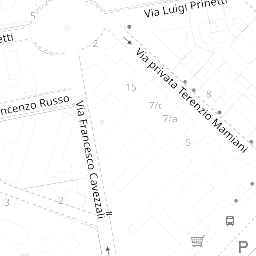 Via Luigi Prinetti
etti
2
Via privata Terenzio Mamiani
15
7/c
8
7/a
ncenzo Russo
Via Francesco Cavezzali
5
3
2
P